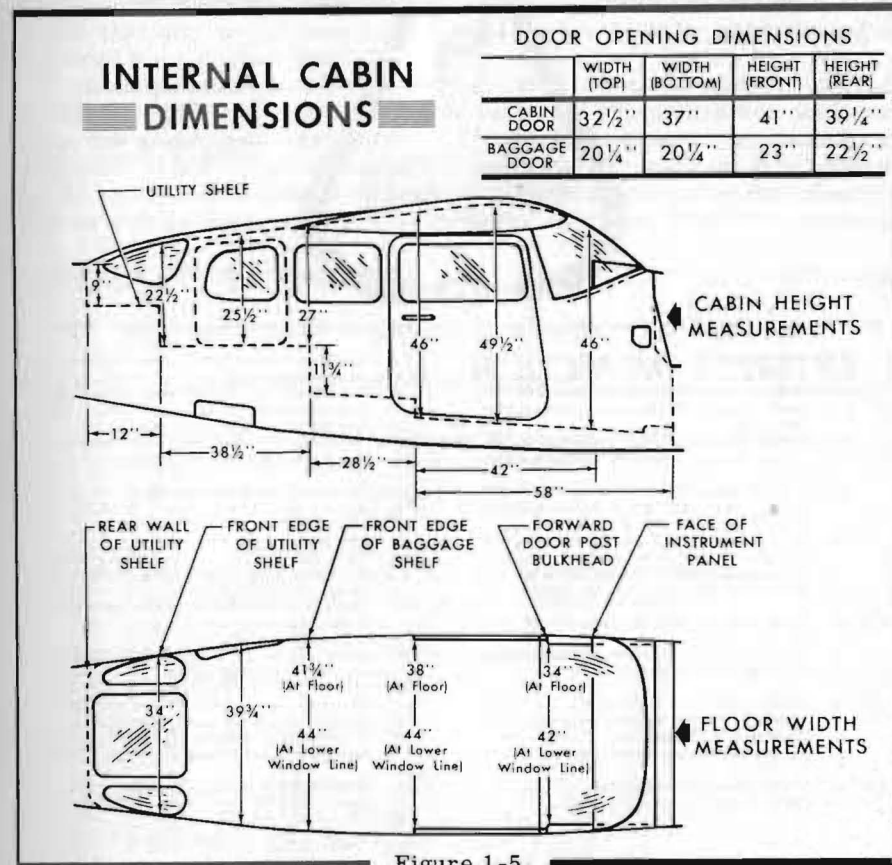 INTERNAL CABIN
DIMENSIONS
DOOR OPENING DIMENSIONS
WIDTH (TOP) WIDTH (BOTTOM) HEIGHT (FRONT) HEIGHT (REAR)
CABIN DOOR 32½'' 37'' 41'' 39¼''
BAGGAGE DOOR 20¼'' 20¼'' 23'' 22½''
UTILITY SHELF
9''
22½''
25½''
27''
11¾''
46''
49½''
46''
CABIN HEIGHT
MEASUREMENTS
12''
38½''
28½''
42''
58''
REAR WALL
OF UTILITY
SHELF
FRONT EDGE
OF UTILITY
SHELF
FRONT EDGE
OF BAGGAGE
SHELF
FORWARD
DOOR POST
BULKHEAD
FACE OF
INSTRUMENT
PANEL
34''
39¾''
41¾''
(At Floor)
44''
(At Lower
Window Line)
38''
(At Floor)
44''
(At Lower
Window Line)
34''
(At Floor)
42''
(At Lower
Window Line)
FLOOR WIDTH
MEASUREMENTS
Figure 1-5.